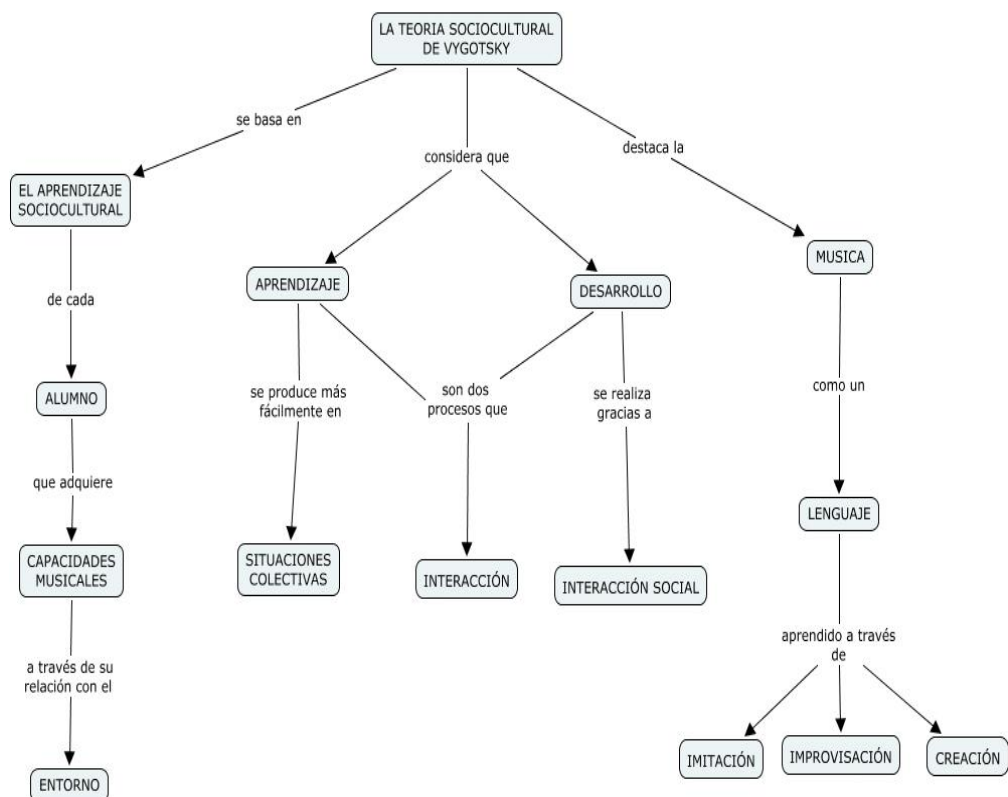 LA TEORIA SOCIOCULTURAL
DE VYGOTSKY
se basa en
considera que
destaca la
EL APRENDIZAJE
SOCIOCULTURAL
MUSICA
APRENDIZAJE
DESARROLLO
de cada
ALUMNO
se produce más
fácilmente en
son dos
procesos que
se realiza
gracias a
como un
que adquiere
LENGUAJE
CAPACIDADES
MUSICALES
SITUACIONES
COLECTIVAS
INTERACCIÓN
INTERACCIÓN SOCIAL
a través de su
relación con el
aprendido a través
de
ENTORNO
IMITACIÓN
IMPROVISACIÓN
CREACIÓN